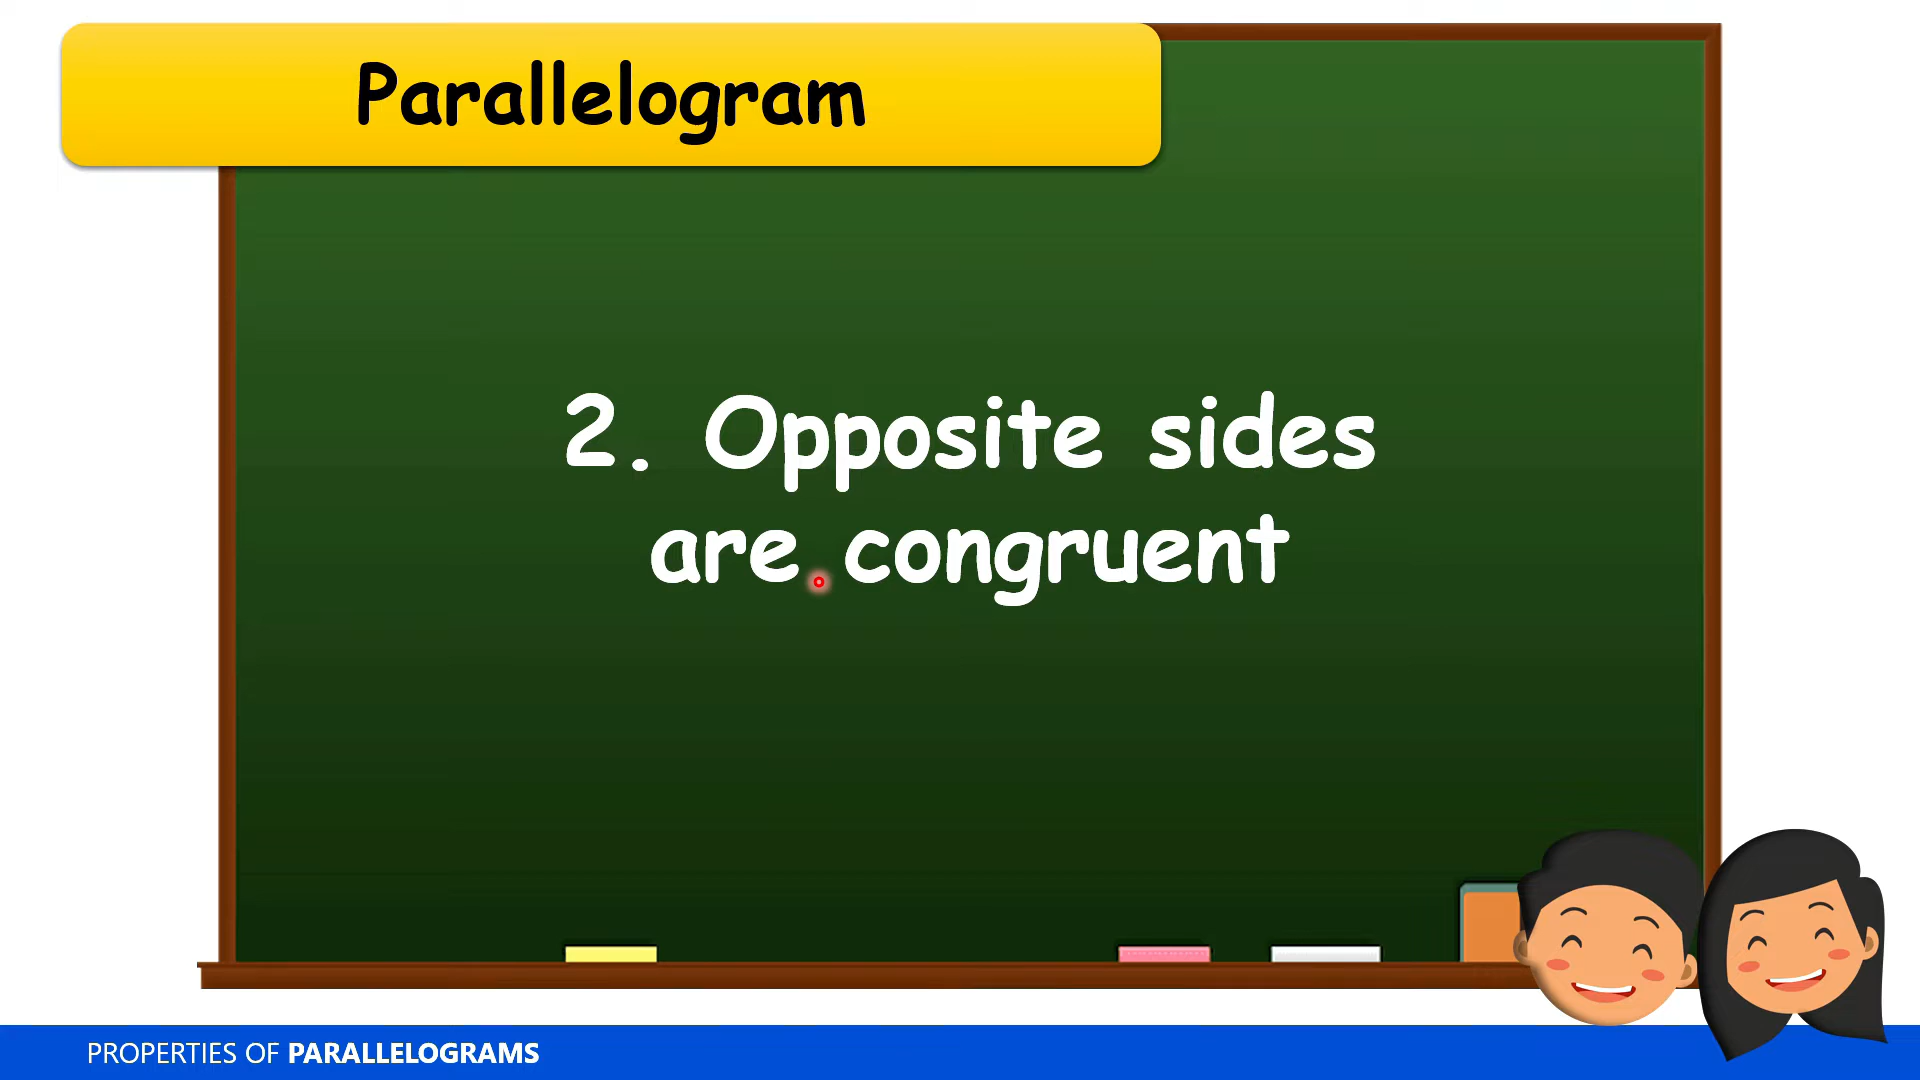 Parallelogram
2. Opposite sides
are congruent
PROPERTIES OF PARALLELOGRAMS